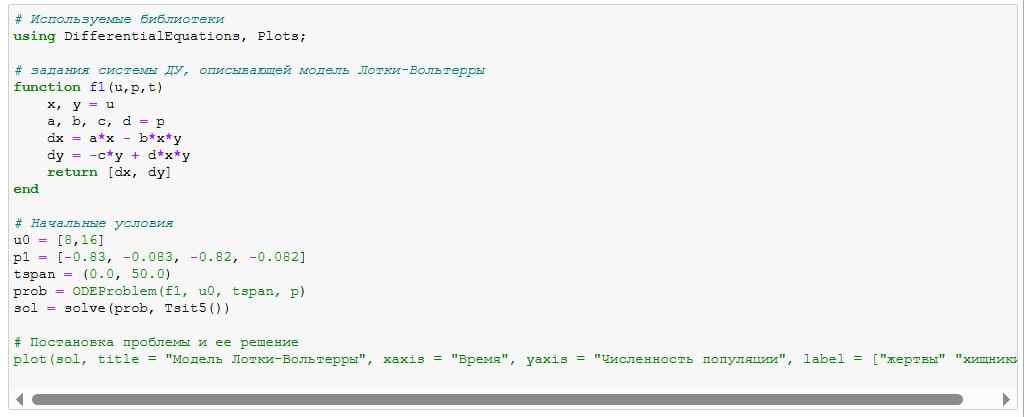 # Используемые библиотеки
using DifferentialEquations, Plots;
# задания системы ДУ, описывающей модель Лотки-Вольтерры
function f1(u,p,t)
x, y = u
a, b, c, d = p
dx = a*x - b*x*y
dy = -c*y + d*x*y
return [dx, dy]
end
# Начальные условия
u0 = [8,16]
p1 = [-0.83, -0.083, -0.82, -0.082]
tspan = (0.0, 50.0)
prob = ODEProblem(f1, u0, tspan, p)
sol = solve(prob, Tsit5())
# Постановка проблемы и ее решение
plot(sol, title = "Модель Лотки-Вольтерры", xaxis = "Время", yaxis = "Численность популяции", label = ["жертвы"